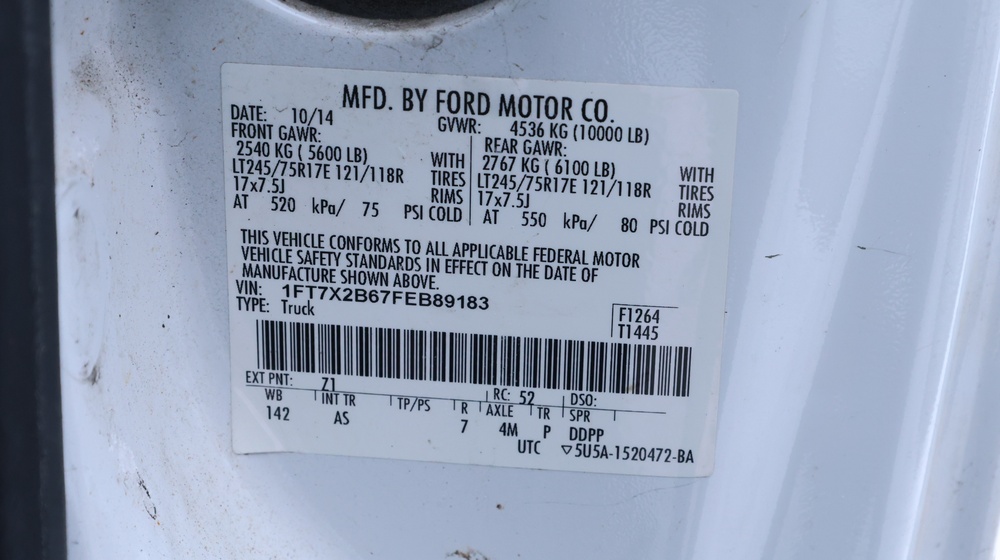 MFD. BY FORD MOTOR CO.
DATE: 10/14 GVWR: 4536 KG (10000 LB)
FRONT GAWR: REAR GAWR:
2540 KG ( 5600 LB) WITH 2767 KG ( 6100 LB) WITH
LT245/75R17E 121/118R TIRES LT245/75R17E 121/118R TIRES
17x7.5J RIMS 17x7.5J RIMS
AT 520 kPa/ 75 PSI COLD AT 550 kPa/ 80 PSI COLD
THIS VEHICLE CONFORMS TO ALL APPLICABLE FEDERAL MOTOR
VEHICLE SAFETY STANDARDS IN EFFECT ON THE DATE OF
MANUFACTURE SHOWN ABOVE.
VIN: 1FT7X2B67FEB89183
TYPE: Truck
F1264
T1445
EXT PNT: Z1 RC: 52 DSO:
WB INT TR TP/PS R AXLE TR SPR
142 AS 7 4M P DDPP
UTC ▽5U5A-1520472-BA